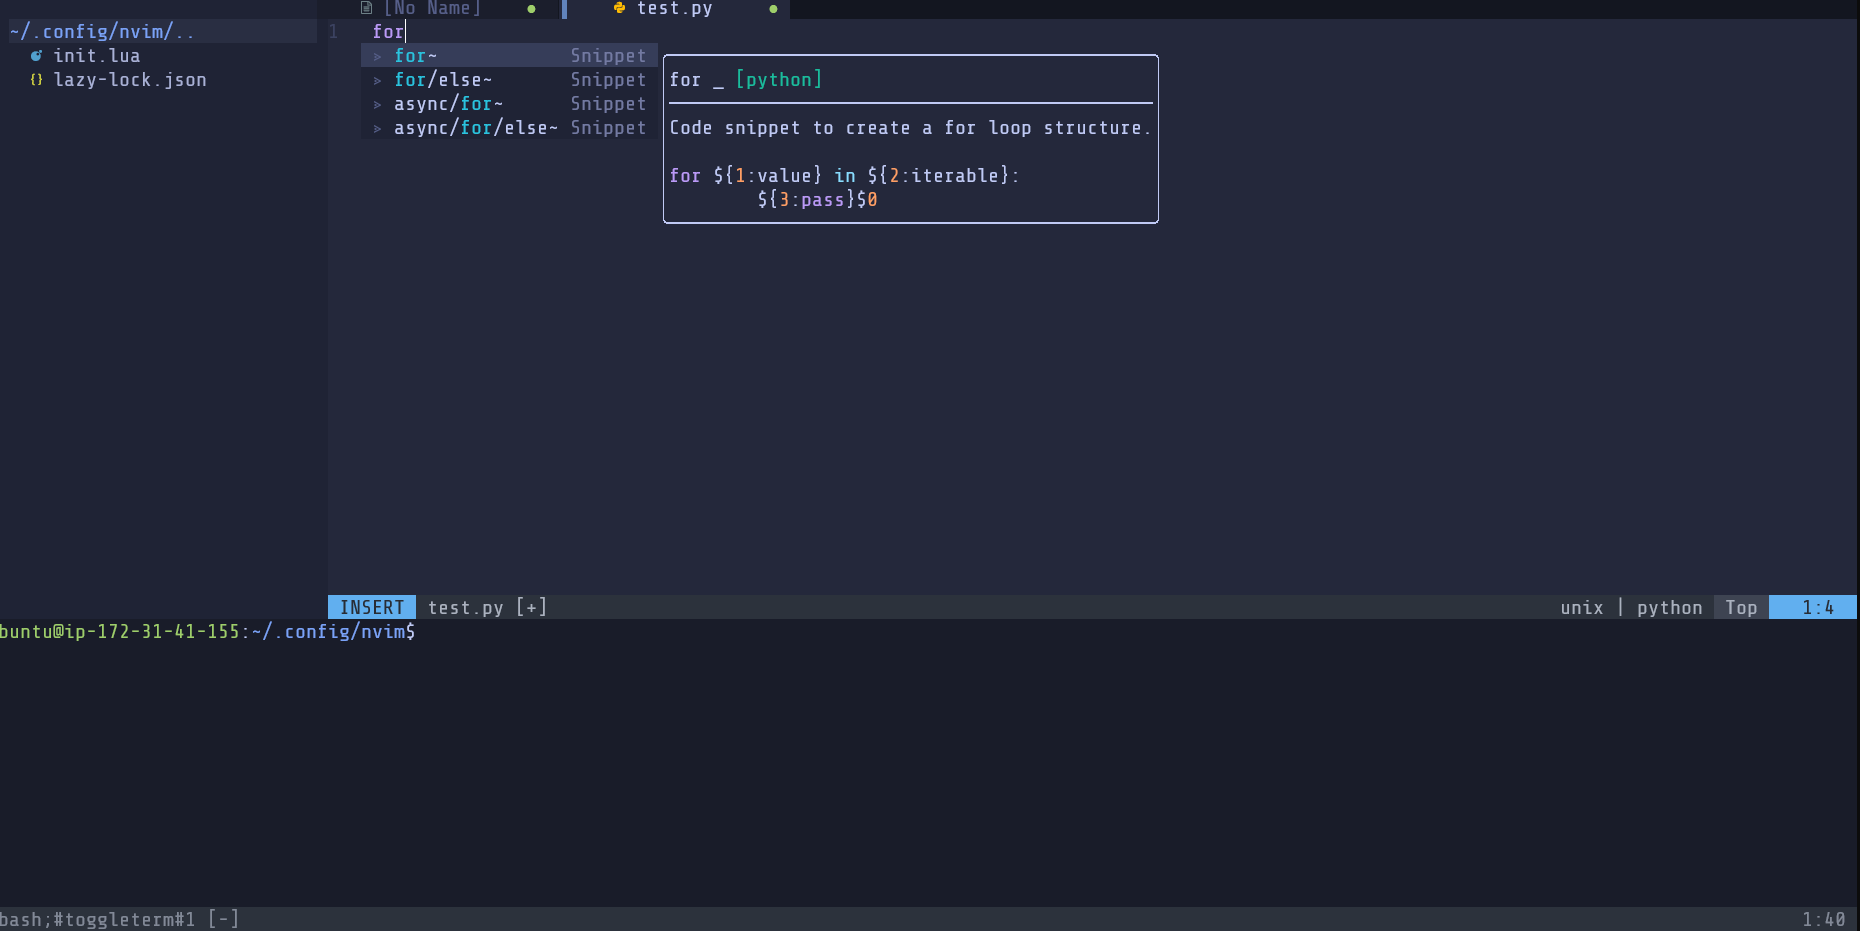 [No Name] ● test.py ●
~/.config/nvim/..
init.lua
{} lazy-lock.json
1 for
for~ Snippet
for/else~ Snippet
async/for~ Snippet
async/for/else~ Snippet
for _ [python]
Code snippet to create a for loop structure.
for ${1:value} in ${2:iterable}:
${3:pass}$0
INSERT test.py [+] unix | python Top 1:4
buntu@ip-172-31-41-155:~/.config/nvim$
bash;#toggleterm#1 [-] 1:40